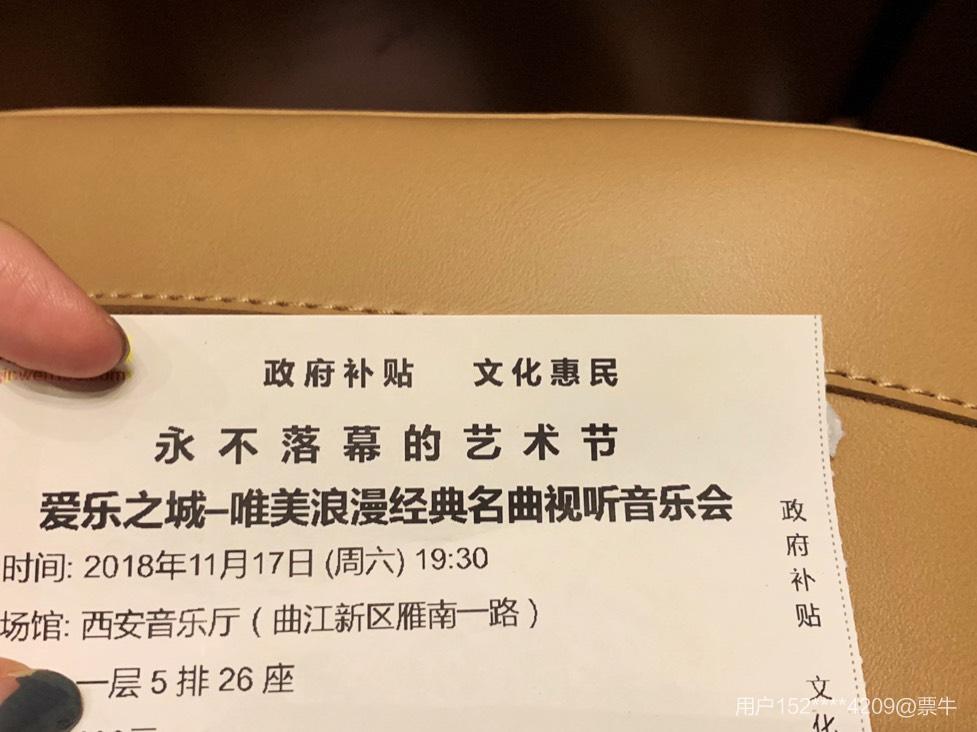 政府补贴 文化惠民
永不落幕的艺术节
爱乐之城-唯美浪漫经典名曲视听音乐会
时间: 2018年11月17日 (周六) 19:30
场馆: 西安音乐厅 ( 曲江新区雁南一路 )
一层 5 排 26 座
政府补贴 文化
用户152****4209@票牛